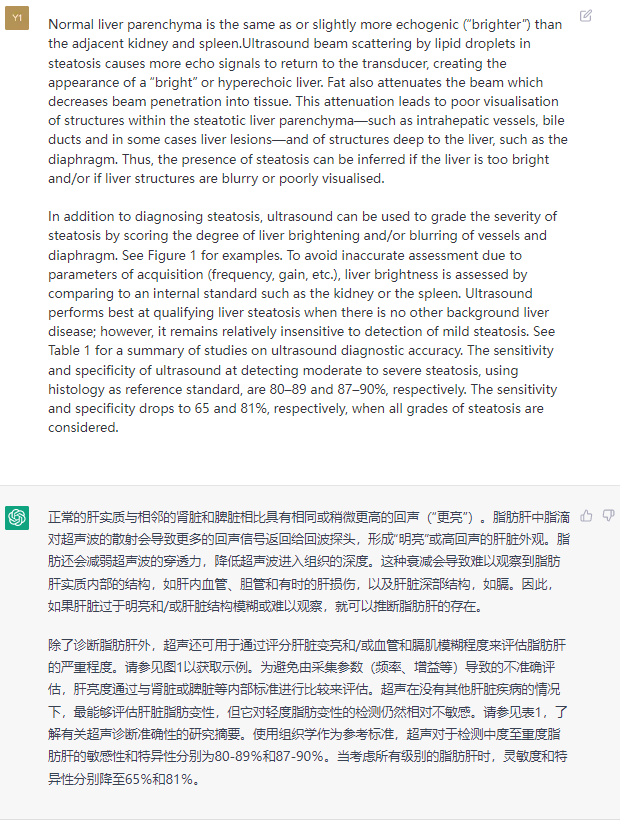 Y1
Normal liver parenchyma is the same as or slightly more echogenic (“brighter”) than
the adjacent kidney and spleen.Ultrasound beam scattering by lipid droplets in
steatosis causes more echo signals to return to the transducer, creating the
appearance of a “bright” or hyperechoic liver. Fat also attenuates the beam which
decreases beam penetration into tissue. This attenuation leads to poor visualisation
of structures within the steatotic liver parenchyma—such as intrahepatic vessels, bile
ducts and in some cases liver lesions—and of structures deep to the liver, such as the
diaphragm. Thus, the presence of steatosis can be inferred if the liver is too bright
and/or if liver structures are blurry or poorly visualised.
In addition to diagnosing steatosis, ultrasound can be used to grade the severity of
steatosis by scoring the degree of liver brightening and/or blurring of vessels and
diaphragm. See Figure 1 for examples. To avoid inaccurate assessment due to
parameters of acquisition (frequency, gain, etc.), liver brightness is assessed by
comparing to an internal standard such as the kidney or the spleen. Ultrasound
performs best at qualifying liver steatosis when there is no other background liver
disease; however, it remains relatively insensitive to detection of mild steatosis. See
Table 1 for a summary of studies on ultrasound diagnostic accuracy. The sensitivity
and specificity of ultrasound at detecting moderate to severe steatosis, using
histology as reference standard, are 80–89 and 87–90%, respectively. The sensitivity
and specificity drops to 65 and 81%, respectively, when all grades of steatosis are
considered.
正常的肝实质与相邻的肾脏和脾脏相比具有相同或稍微更高的回声（“更亮”）。脂肪肝中脂滴
对超声波的散射会导致更多的回声信号返回给回波探头，形成“明亮”或高回声的肝脏外观。脂
肪还会减弱超声波的穿透力，降低超声波进入组织的深度。这种衰减会导致难以观察到脂肪
肝实质内部的结构，如肝内血管、胆管和有时的肝损伤，以及肝脏深部结构，如膈。因此，
如果肝脏过于明亮和/或肝脏结构模糊或难以观察，就可以推断脂肪肝的存在。
除了诊断脂肪肝外，超声还可用于通过评分肝脏变亮和/或血管和膈肌模糊程度来评估脂肪肝
的严重程度。请参见图1以获取示例。为避免由采集参数（频率、增益等）导致的不准确评
估，肝亮度通过与肾脏或脾脏等内部标准进行比较来评估。超声在没有其他肝脏疾病的情况
下，最能够评估肝脏脂肪变性，但它对轻度脂肪变性的检测仍然相对不敏感。请参见表1，了
解有关超声诊断准确性的研究摘要。使用组织学作为参考标准，超声对于检测中度至重度脂
肪肝的敏感性和特异性分别为80-89%和87-90%。当考虑所有级别的脂肪肝时，灵敏度和特
异性分别降至65%和81%。